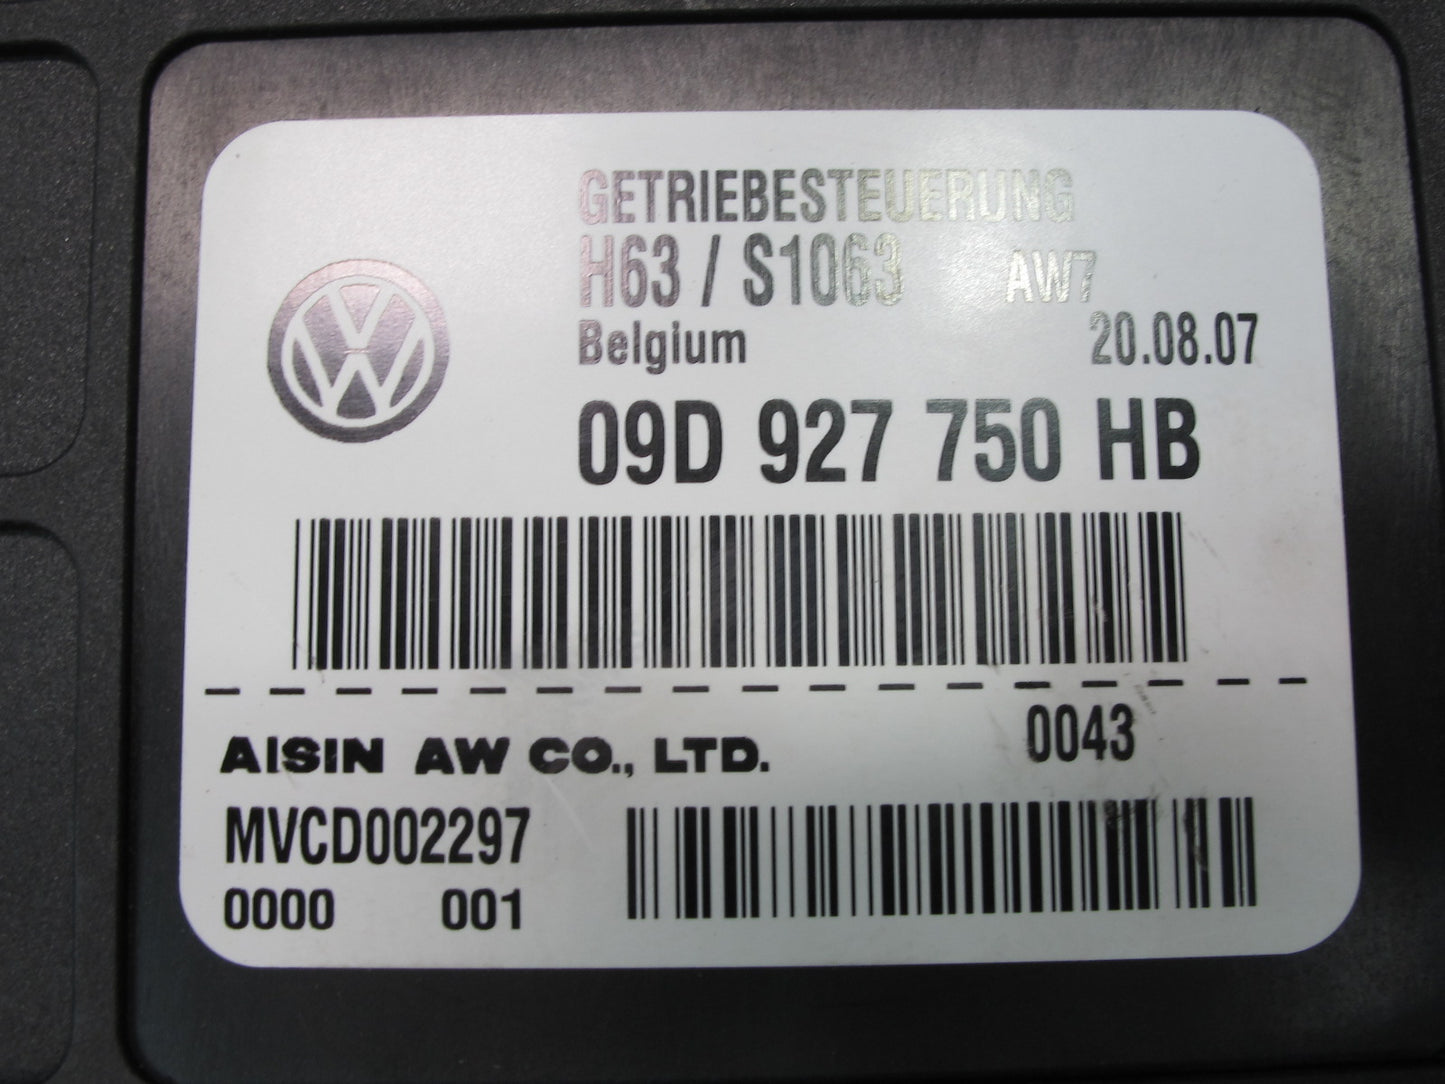 GETRIEBESTEUERUNG
H63 / S1063 AW7
Belgium 20.08.07
09D 927 750 HB
AISIN AW CO., LTD. 0043
MVCD002297
0000 001